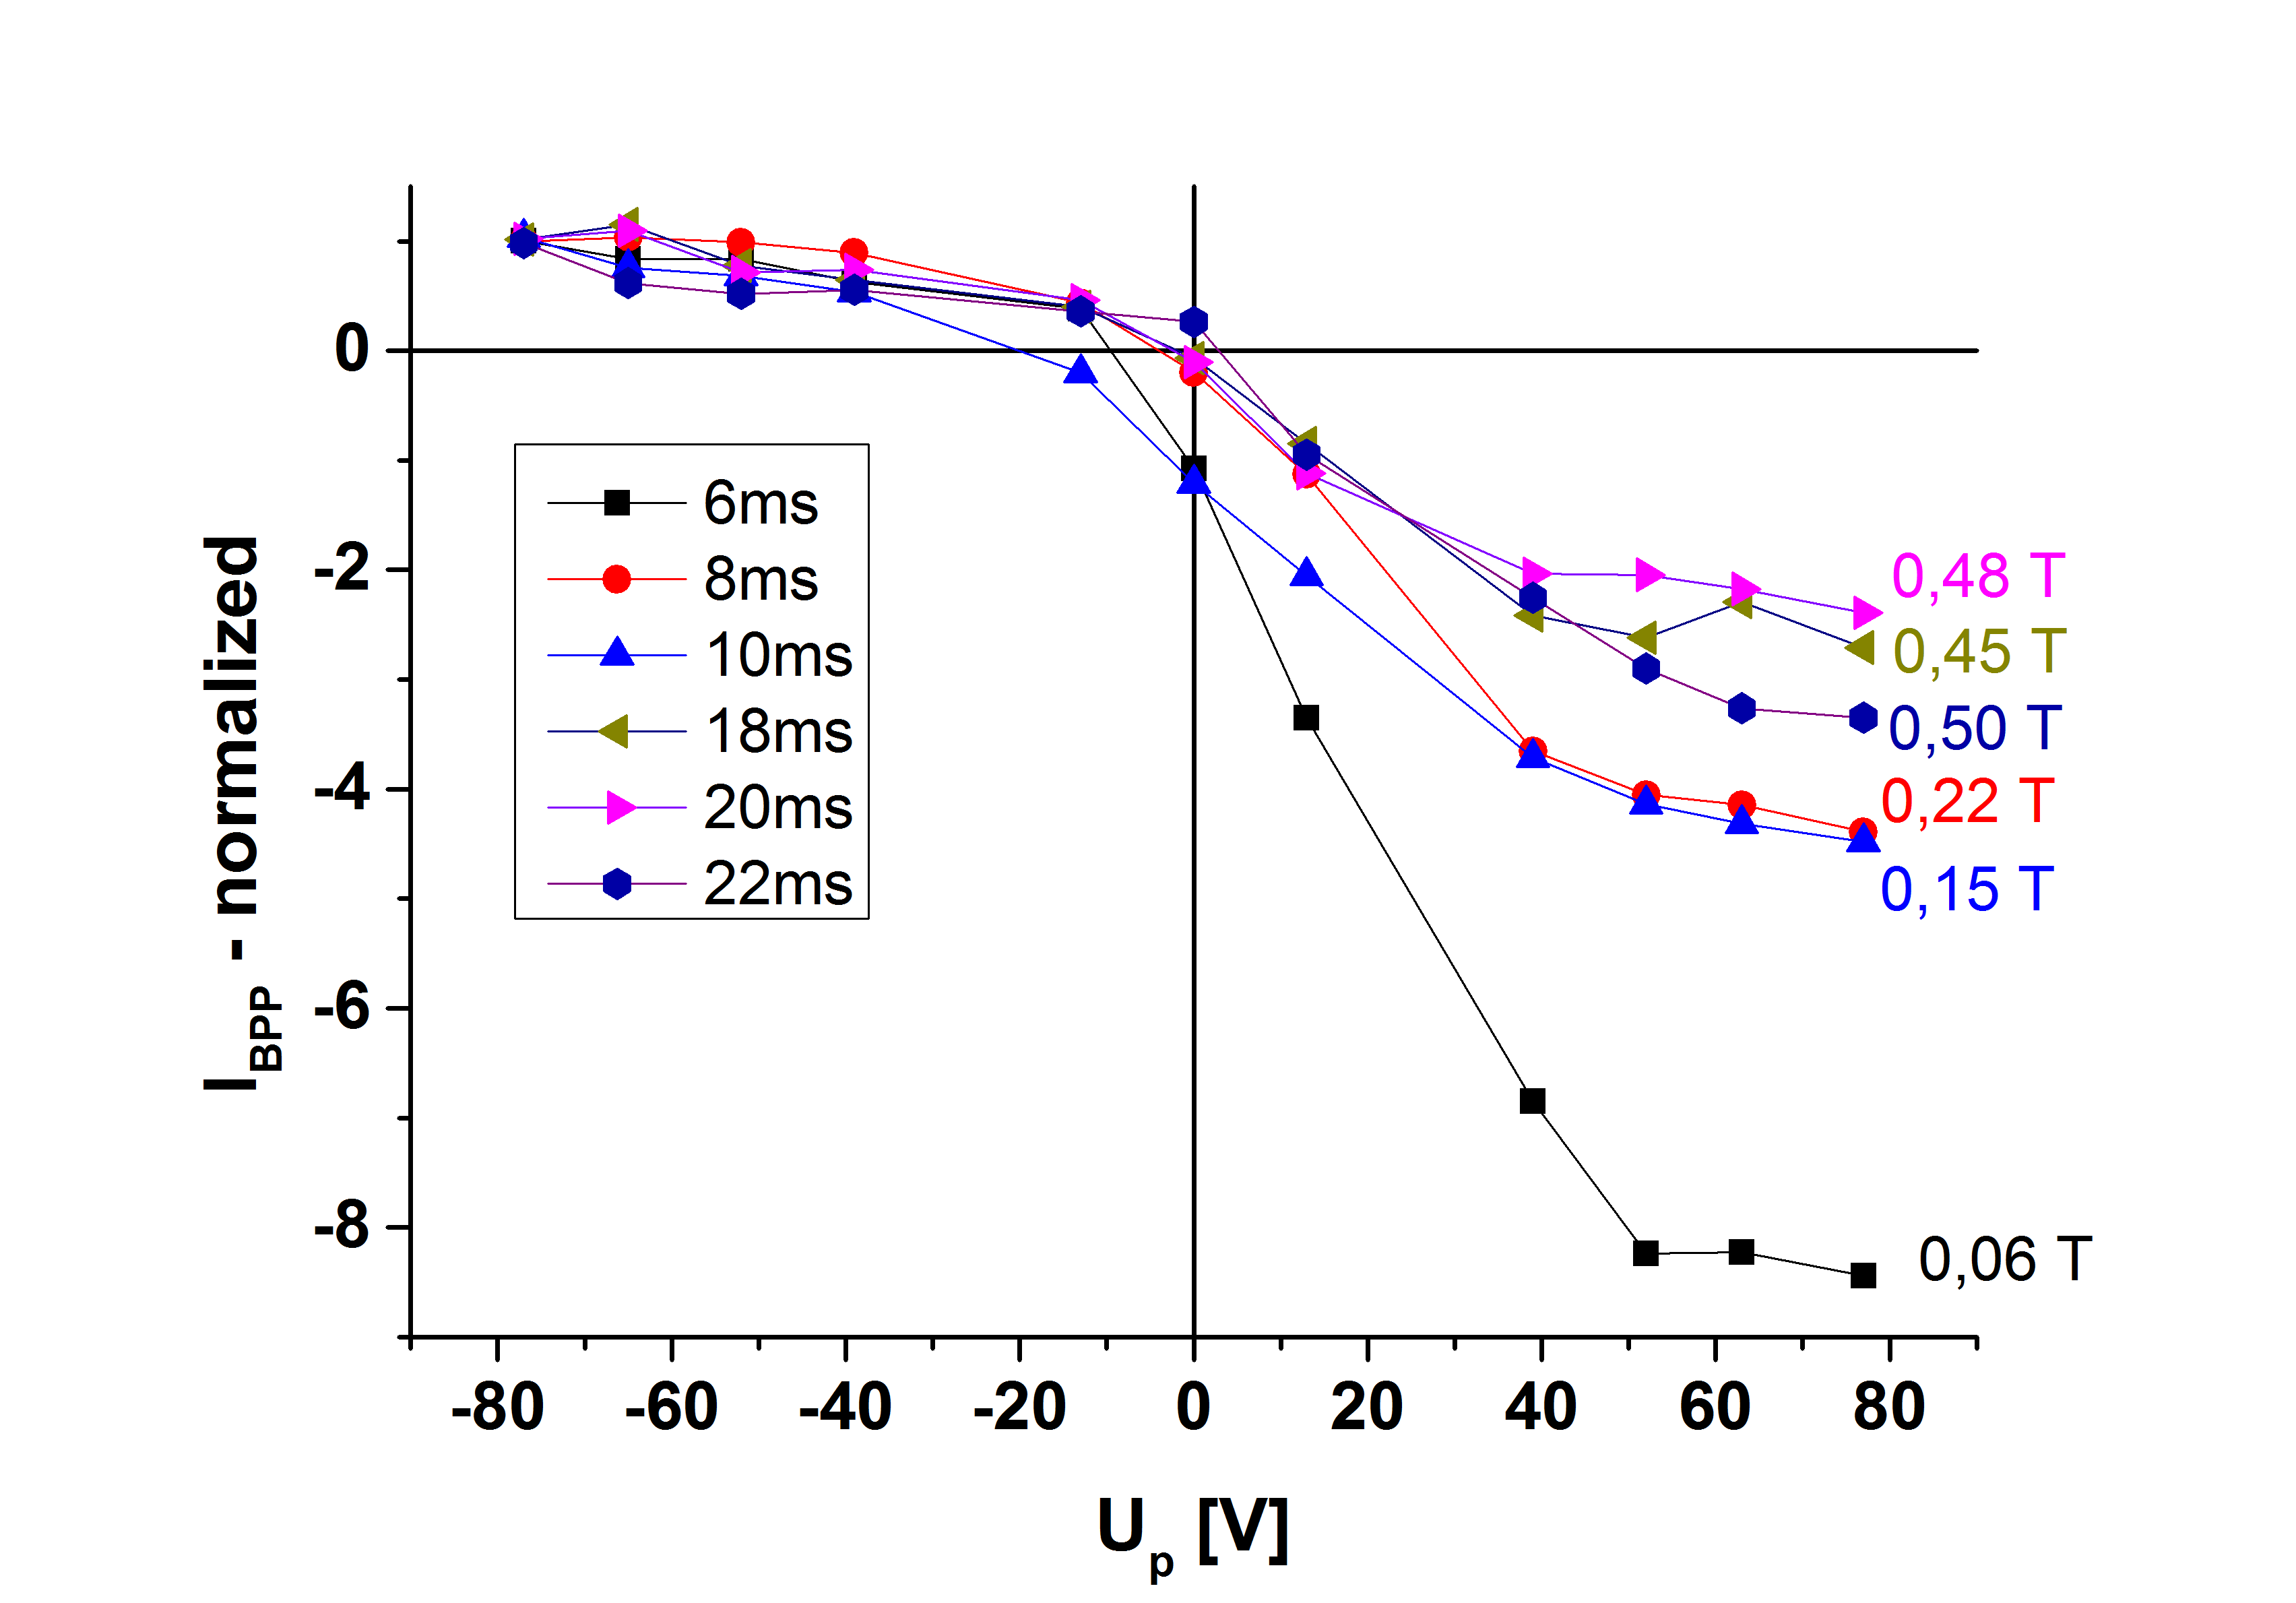 I_BPP - normalized
0
-2
-4
-6
-8
6ms
8ms
10ms
18ms
20ms
22ms
0,48 T
0,45 T
0,50 T
0,22 T
0,15 T
0,06 T
-80 -60 -40 -20 0 20 40 60 80
U_p [V]